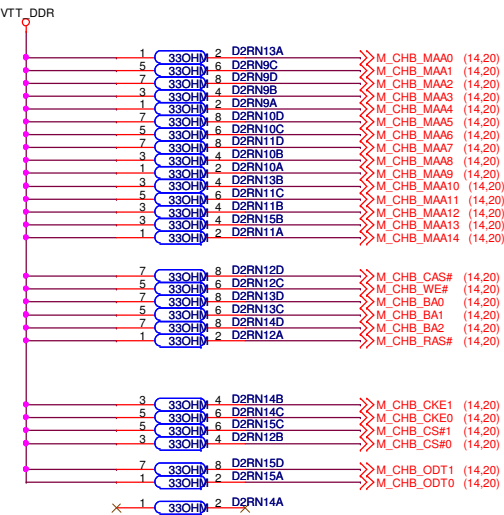 VTT_DDR
1 33OHM 2 D2RN13A M_CHB_MAA0 (14,20)
5 33OHM 6 D2RN9C M_CHB_MAA1 (14,20)
7 33OHM 8 D2RN9D M_CHB_MAA2 (14,20)
3 33OHM 4 D2RN9B M_CHB_MAA3 (14,20)
1 33OHM 2 D2RN9A M_CHB_MAA4 (14,20)
7 33OHM 8 D2RN10D M_CHB_MAA5 (14,20)
5 33OHM 6 D2RN10C M_CHB_MAA6 (14,20)
7 33OHM 8 D2RN11D M_CHB_MAA7 (14,20)
3 33OHM 4 D2RN10B M_CHB_MAA8 (14,20)
1 33OHM 2 D2RN10A M_CHB_MAA9 (14,20)
3 33OHM 4 D2RN13B M_CHB_MAA10 (14,20)
5 33OHM 6 D2RN11C M_CHB_MAA11 (14,20)
3 33OHM 4 D2RN11B M_CHB_MAA12 (14,20)
3 33OHM 4 D2RN15B M_CHB_MAA13 (14,20)
1 33OHM 2 D2RN11A M_CHB_MAA14 (14,20)
7 33OHM 8 D2RN12D M_CHB_CAS# (14,20)
5 33OHM 6 D2RN12C M_CHB_WE# (14,20)
7 33OHM 8 D2RN13D M_CHB_BA0 (14,20)
5 33OHM 6 D2RN13C M_CHB_BA1 (14,20)
7 33OHM 8 D2RN14D M_CHB_BA2 (14,20)
1 33OHM 2 D2RN12A M_CHB_RAS# (14,20)
3 33OHM 4 D2RN14B M_CHB_CKE1 (14,20)
5 33OHM 6 D2RN14C M_CHB_CKE0 (14,20)
5 33OHM 6 D2RN15C M_CHB_CS#1 (14,20)
3 33OHM 4 D2RN12B M_CHB_CS#0 (14,20)
7 33OHM 8 D2RN15D M_CHB_ODT1 (14,20)
1 33OHM 2 D2RN15A M_CHB_ODT0 (14,20)
1 33OHM 2 D2RN14A